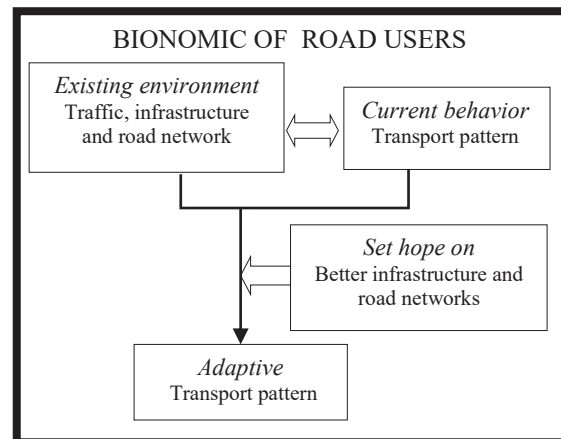 BIONOMIC OF ROAD USERS
Existing environment
Traffic, infrastructure
and road network
Current behavior
Transport pattern
Set hope on
Better infrastructure and
road networks
Adaptive
Transport pattern